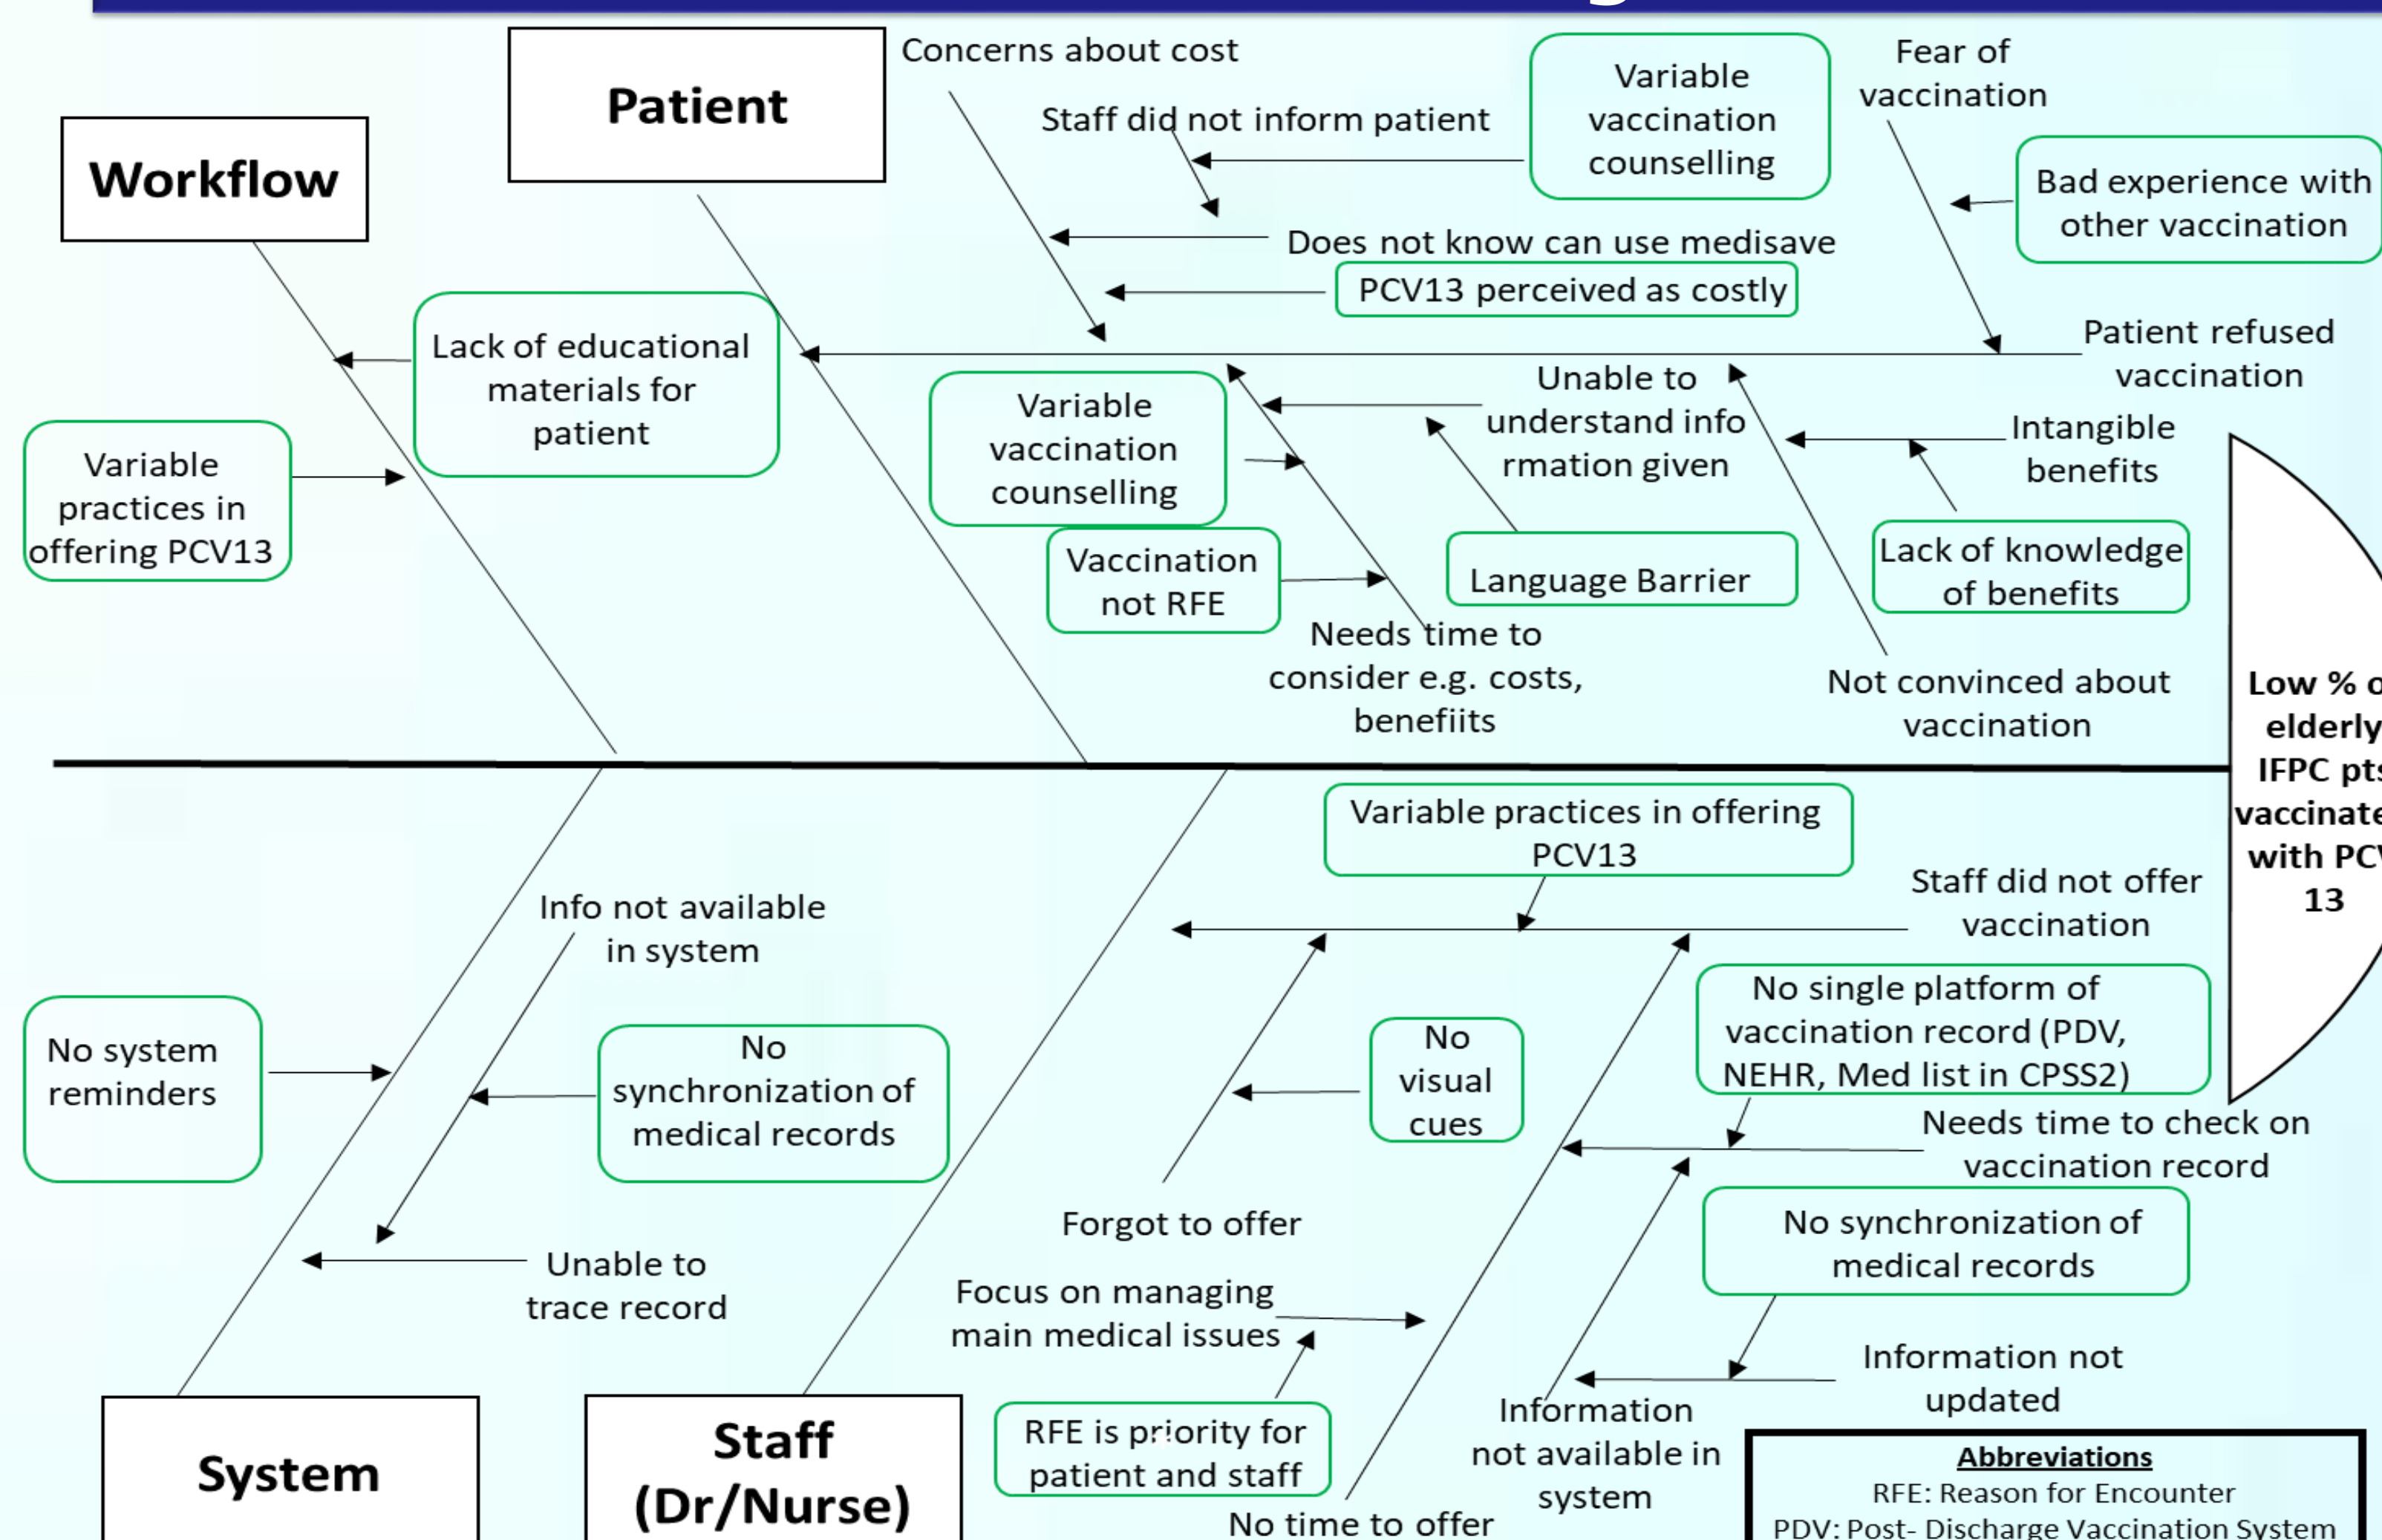 Concerns about cost
Patient
Workflow
Staff did not inform patient
Variable
vaccination
counselling
Fear of
vaccination
Bad experience with
other vaccination
Does not know can use medisave
PCV13 perceived as costly
Patient refused
vaccination
Lack of educational
materials for
patient
Variable
practices in
offering PCV13
Variable
vaccination
counselling
Unable to
understand info
rmation given
Intangible
benefits
Vaccination
not RFE
Language Barrier
Lack of knowledge
of benefits
Needs time to
consider e.g. costs,
benefiits
Not convinced about
vaccination
Low %
elderly
IFPC
with
13
Variable practices in offering
PCV13
Staff did not offer
vaccination
Info not available
in system
No system
reminders
No
synchronization of
medical records
No
visual
cues
No single platform of
vaccination record (PDV,
NEHR, Med list in CPSS2)
Needs time to check on
vaccination record
Forgot to offer
No synchronization of
medical records
Unable to
trace record
Focus on managing
main medical issues
Information not
updated
RFE is priority for
patient and staff
Information
not available in
system
No time to offer
System
Staff
(Dr/Nurse)
Abbreviations
RFE: Reason for Encounter
PDV: Post- Discharge Vaccination System